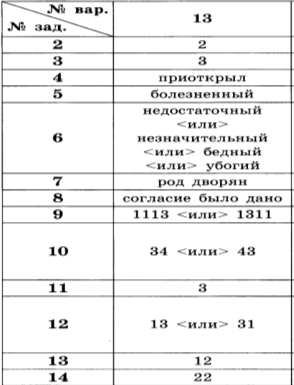 № вар.
№ зад.
13
2 2
3 3
4 приоткрыл
5 болезненный
6 недостаточный
<или>
незначительный
<или> бедный
<или> убогий
7 род дворян
8 согласие было дано
9 1113 <или> 1311
10 34 <или> 43
11 3
12 13 <или> 31
13 12
14 22